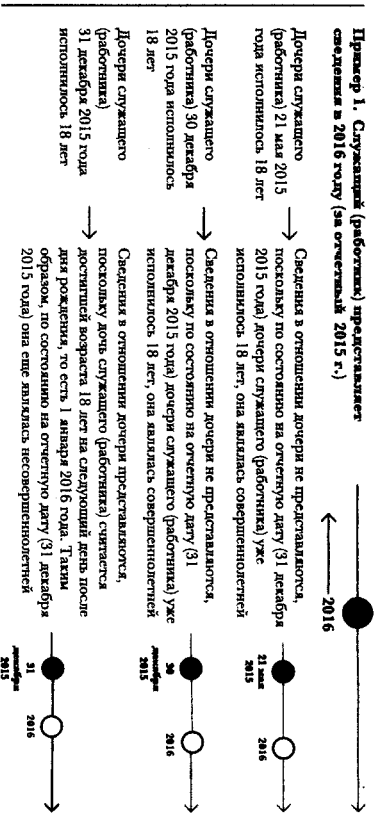 Пример 1. Служащий (работник) представляет
сведения в 2016 году (за отчетный 2015 г.)
2016
Дочери служащего
(работника) 21 мая 2015
года исполнилось 18 лет
Сведения в отношении дочери не представляются,
поскольку по состоянию на отчетную дату (31 декабря
2015 года) дочери служащего (работника) уже
исполнилось 18 лет, она являлась совершеннолетней
21 мая
2015
2016
Дочери служащего
(работника) 30 декабря
2015 года исполнилось
18 лет
Сведения в отношении дочери не представляются,
поскольку по состоянию на отчетную дату (31
декабря 2015 года) дочери служащего (работника) уже
исполнилось 18 лет, она являлась совершеннолетней
30
декабря
2015
2016
Дочери служащего
(работника)
31 декабря 2015 года
исполнилось 18 лет
Сведения в отношении дочери представляются,
поскольку дочь служащего (работника) считается
достигшей возраста 18 лет на следующий день после
дня рождения, то есть 1 января 2016 года. Таким
образом, по состоянию на отчетную дату (31 декабря
2015 года) она еще являлась несовершеннолетней
31
декабря
2015
2016